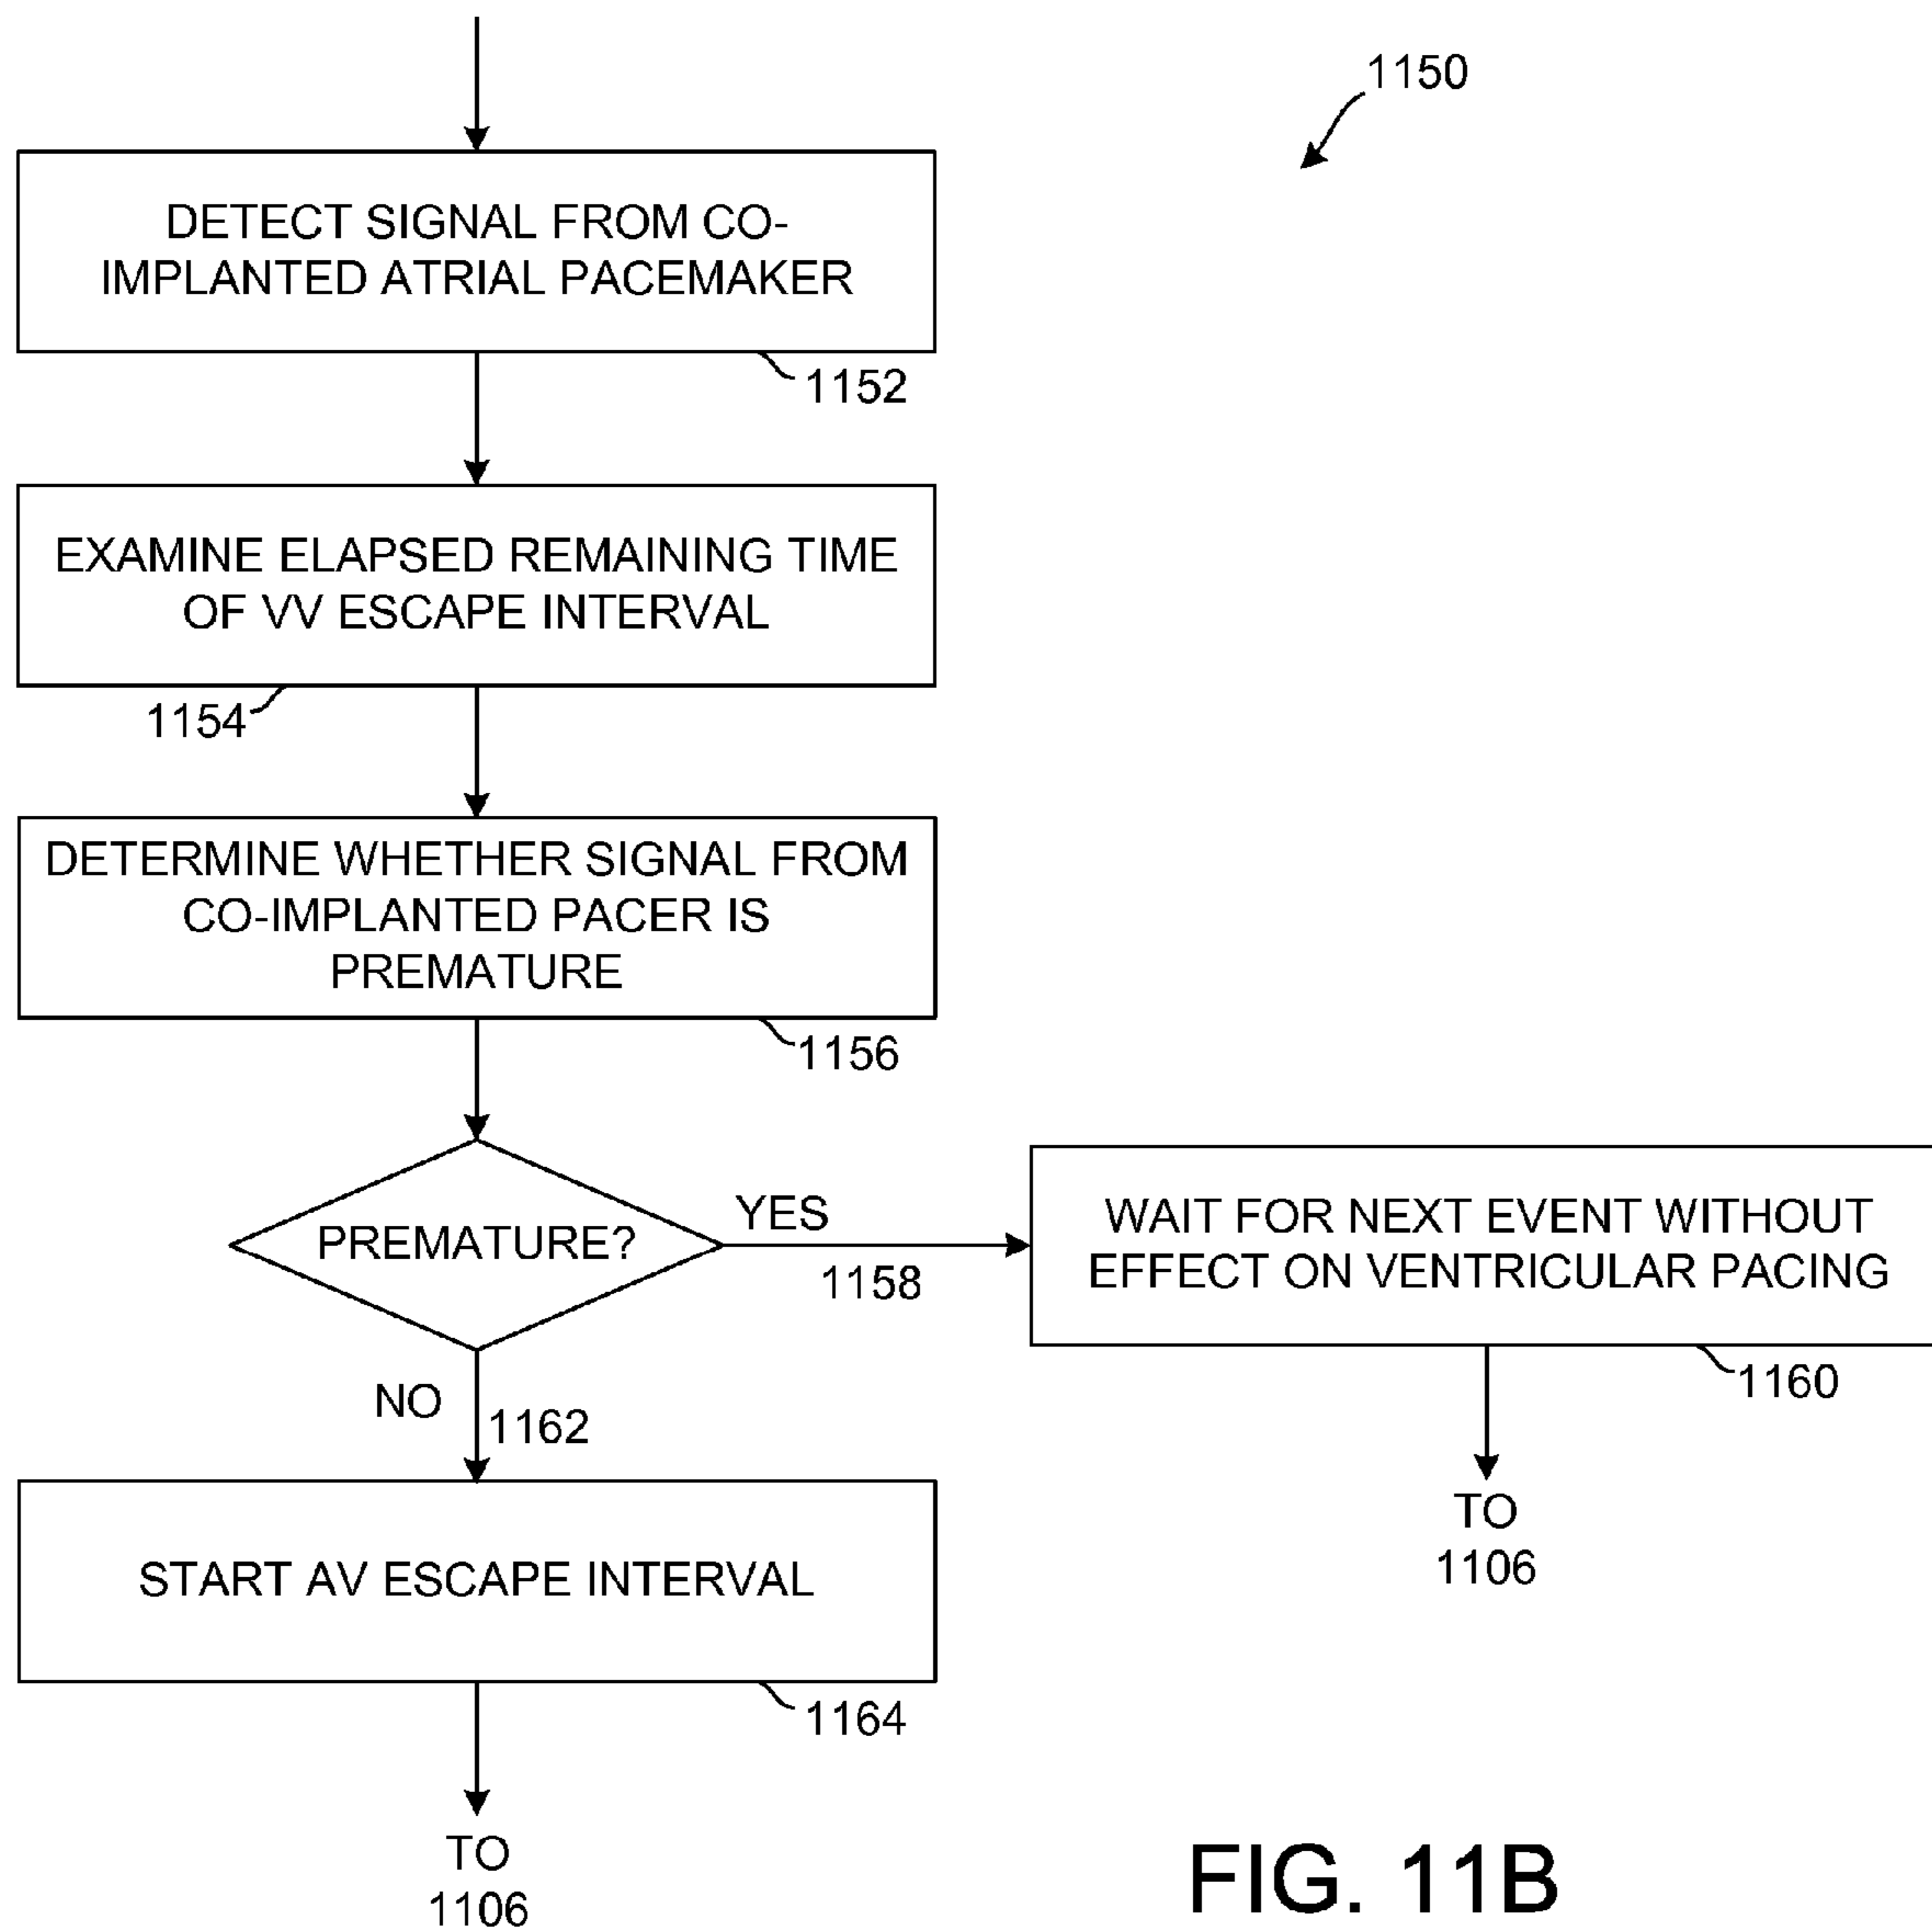 1150
DETECT SIGNAL FROM CO-
IMPLANTED ATRIAL PACEMAKER
1152
EXAMINE ELAPSED REMAINING TIME
OF VV ESCAPE INTERVAL
1154
DETERMINE WHETHER SIGNAL FROM
CO-IMPLANTED PACER IS
PREMATURE
1156
PREMATURE?
YES
1158
WAIT FOR NEXT EVENT WITHOUT
EFFECT ON VENTRICULAR PACING
1160
TO
1106
NO
1162
START AV ESCAPE INTERVAL
1164
TO
1106
FIG. 11B